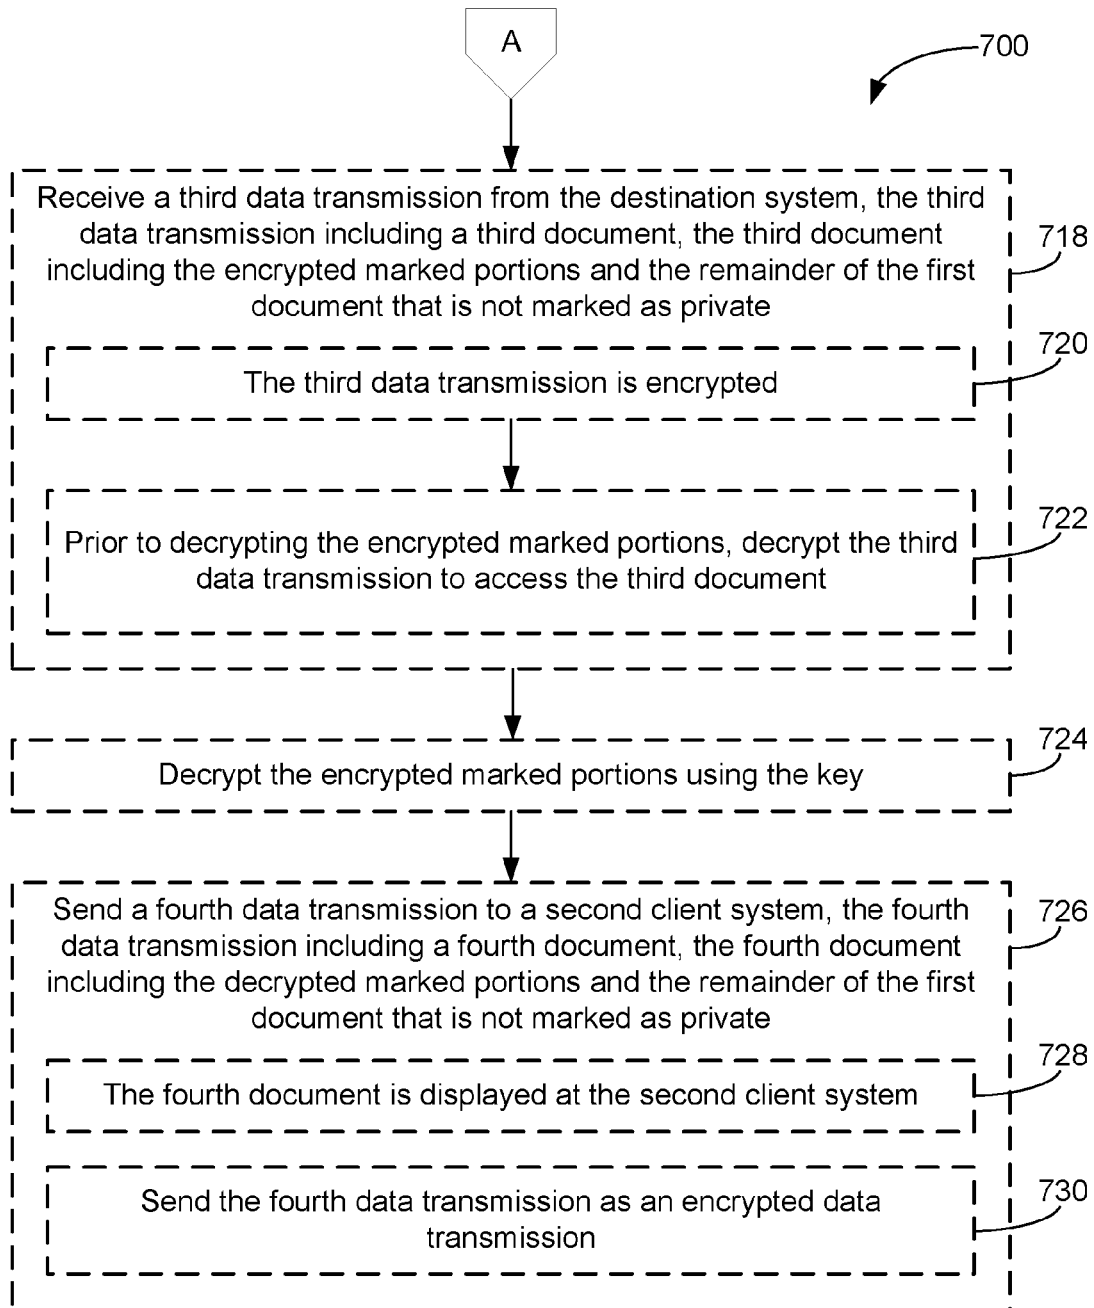 A
700
Receive a third data transmission from the destination system, the third
data transmission including a third document, the third document
including the encrypted marked portions and the remainder of the first
document that is not marked as private
718
720
The third data transmission is encrypted
722
Prior to decrypting the encrypted marked portions, decrypt the third
data transmission to access the third document
724
Decrypt the encrypted marked portions using the key
Send a fourth data transmission to a second client system, the fourth
data transmission including a fourth document, the fourth document
including the decrypted marked portions and the remainder of the first
document that is not marked as private
726
728
The fourth document is displayed at the second client system
730
Send the fourth data transmission as an encrypted data
transmission